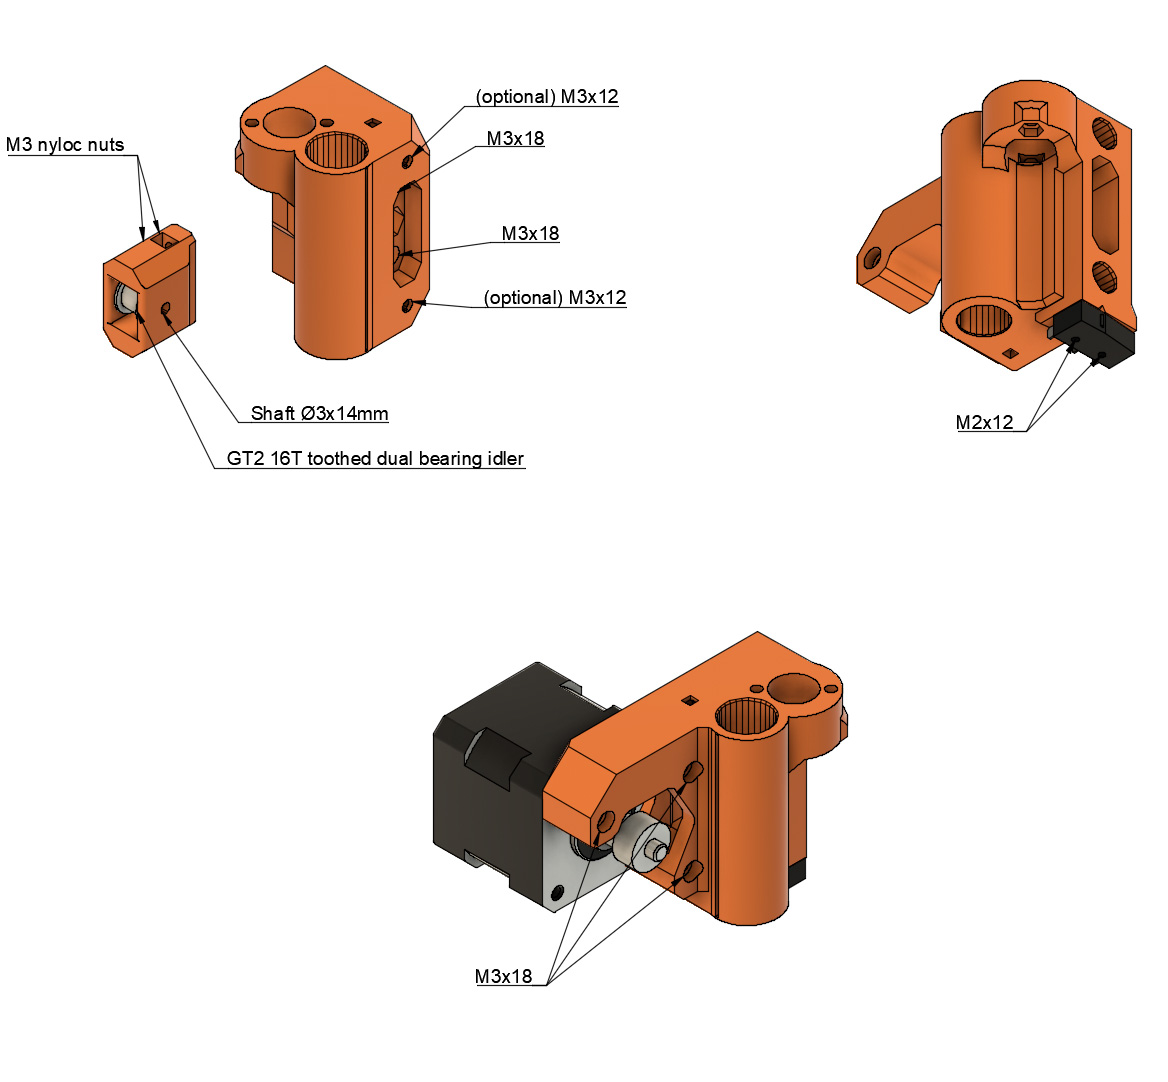 (optional) M3x12
M3x18
M3 nyloc nuts
M3x18
(optional) M3x12
Shaft Ø3x14mm
GT2 16T toothed dual bearing idler
M2x12
M3x18